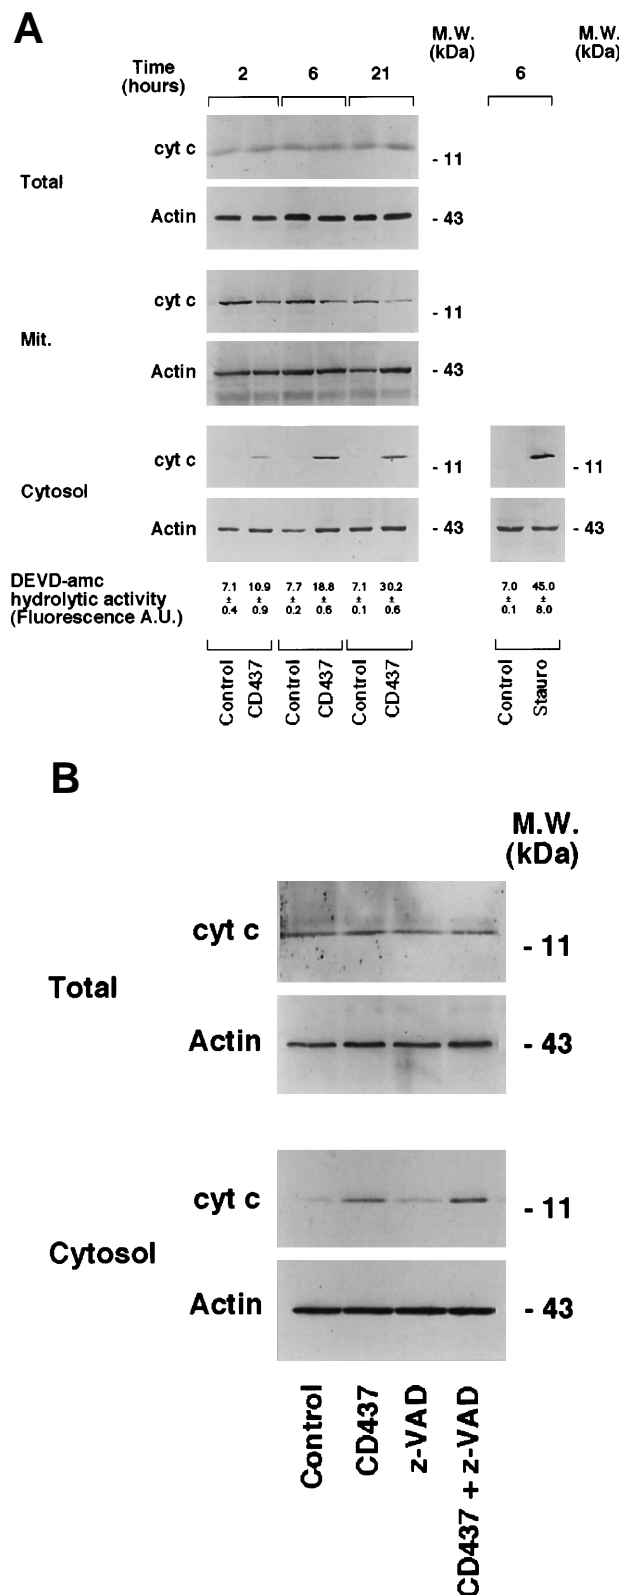 A
M.W.
(kDa)
M.W.
(kDa)
Time
(hours)
2
6
21
6
Total
cyt c
- 11
Actin
- 43
Mit.
cyt c
- 11
Actin
- 43
Cytosol
cyt c
- 11
- 11
Actin
- 43
- 43
DEVD-amc
hydrolytic activity
(Fluorescence A.U.)
7.1 ± 0.4
10.9 ± 0.9
7.7 ± 0.2
18.8 ± 0.6
7.1 ± 0.1
30.2 ± 0.6
7.0 ± 0.1
45.0 ± 8.0
Control
CD437
Control
CD437
Control
CD437
Control
Stauro
B
M.W.
(kDa)
Total
cyt c
- 11
Actin
- 43
Cytosol
cyt c
- 11
Actin
- 43
Control
CD437
z-VAD
CD437 + z-VAD